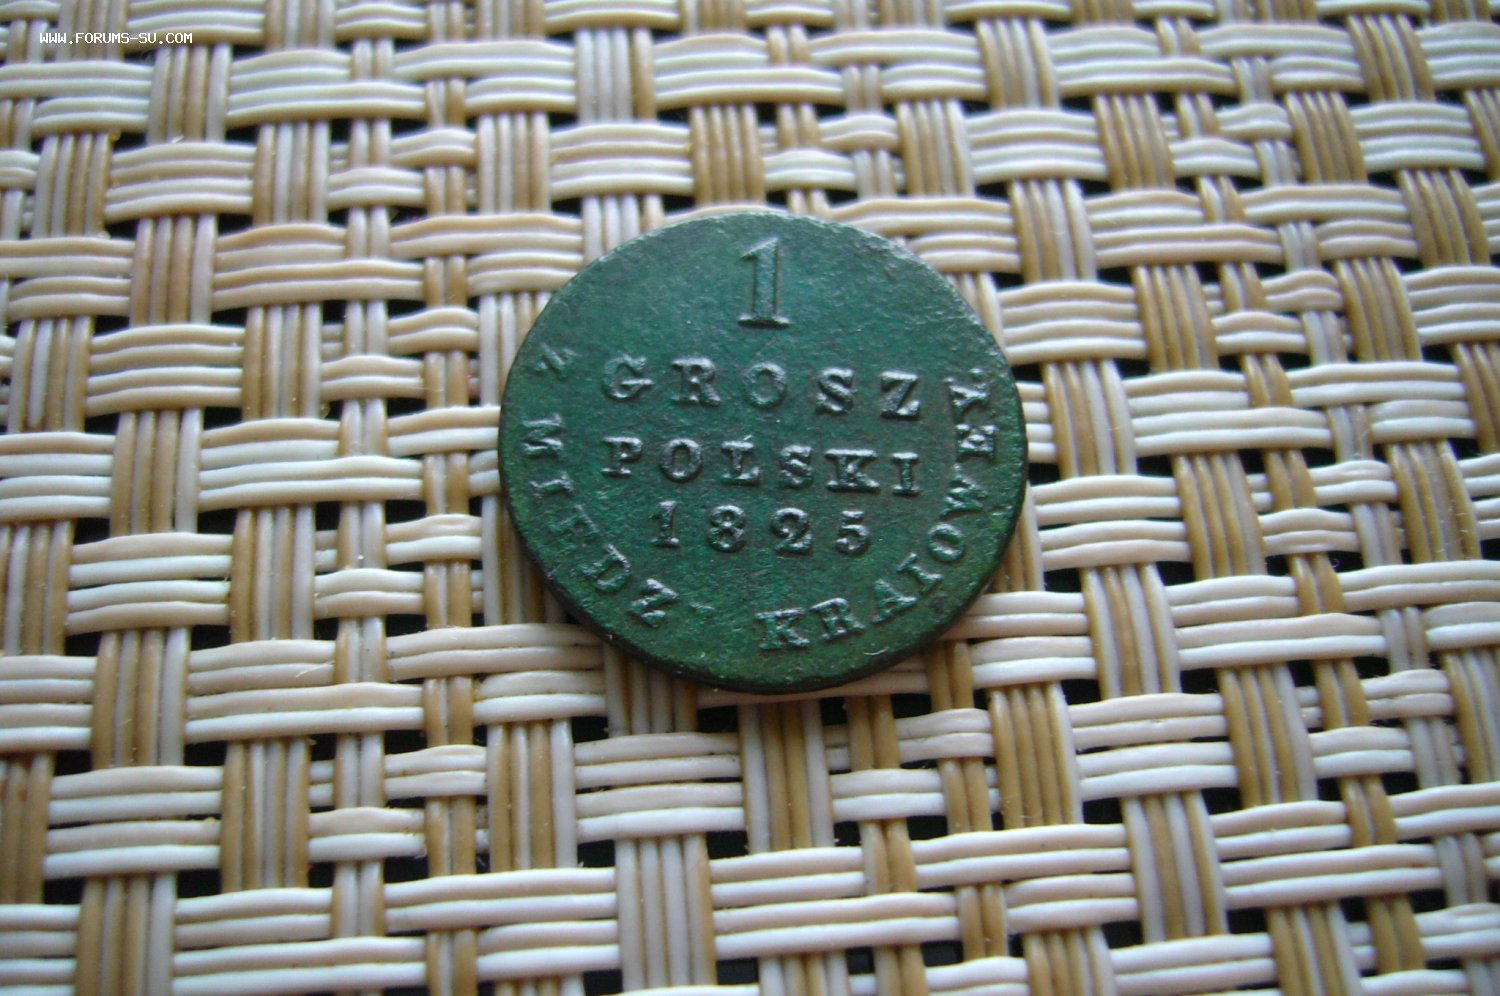 WWW.FORUMS-SU.COM
1
GROSZ
POLSKI
1825
Z MIEDZI KRAIOWEY.